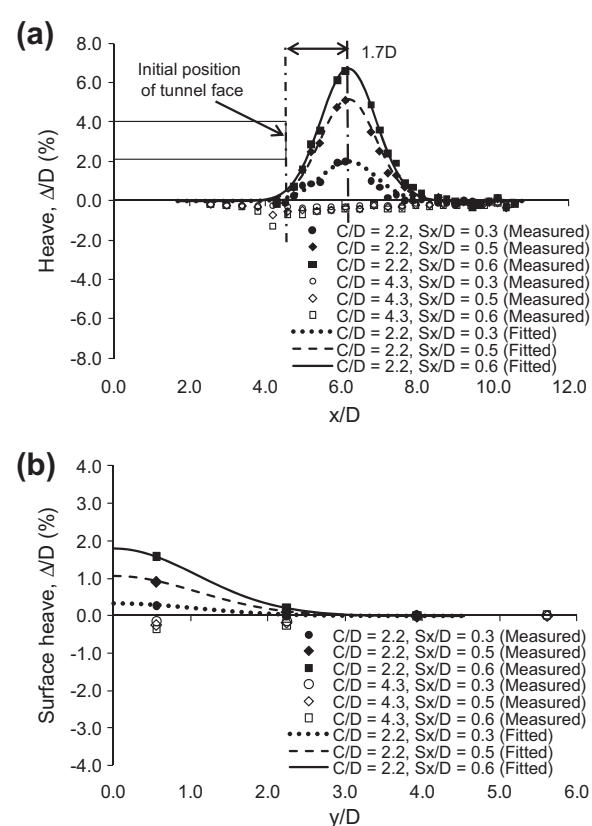 (a)
8.0
6.0
4.0
2.0
0.0
-2.0
-4.0
-6.0
-8.0
Heave, Δ/D (%)
Initial position
of tunnel face
1.7D
C/D = 2.2, Sx/D = 0.3 (Measured)
C/D = 2.2, Sx/D = 0.5 (Measured)
C/D = 2.2, Sx/D = 0.6 (Measured)
C/D = 4.3, Sx/D = 0.3 (Measured)
C/D = 4.3, Sx/D = 0.5 (Measured)
C/D = 4.3, Sx/D = 0.6 (Measured)
C/D = 2.2, Sx/D = 0.3 (Fitted)
C/D = 2.2, Sx/D = 0.5 (Fitted)
C/D = 2.2, Sx/D = 0.6 (Fitted)
0.0 2.0 4.0 6.0 8.0 10.0 12.0
x/D
(b)
4.0
3.0
2.0
1.0
0.0
-1.0
-2.0
-3.0
-4.0
Surface heave, Δ/D (%)
C/D = 2.2, Sx/D = 0.3 (Measured)
C/D = 2.2, Sx/D = 0.5 (Measured)
C/D = 2.2, Sx/D = 0.6 (Measured)
C/D = 4.3, Sx/D = 0.3 (Measured)
C/D = 4.3, Sx/D = 0.5 (Measured)
C/D = 4.3, Sx/D = 0.6 (Measured)
C/D = 2.2, Sx/D = 0.3 (Fitted)
C/D = 2.2, Sx/D = 0.5 (Fitted)
C/D = 2.2, Sx/D = 0.6 (Fitted)
0.0 1.0 2.0 3.0 4.0 5.0 6.0
y/D